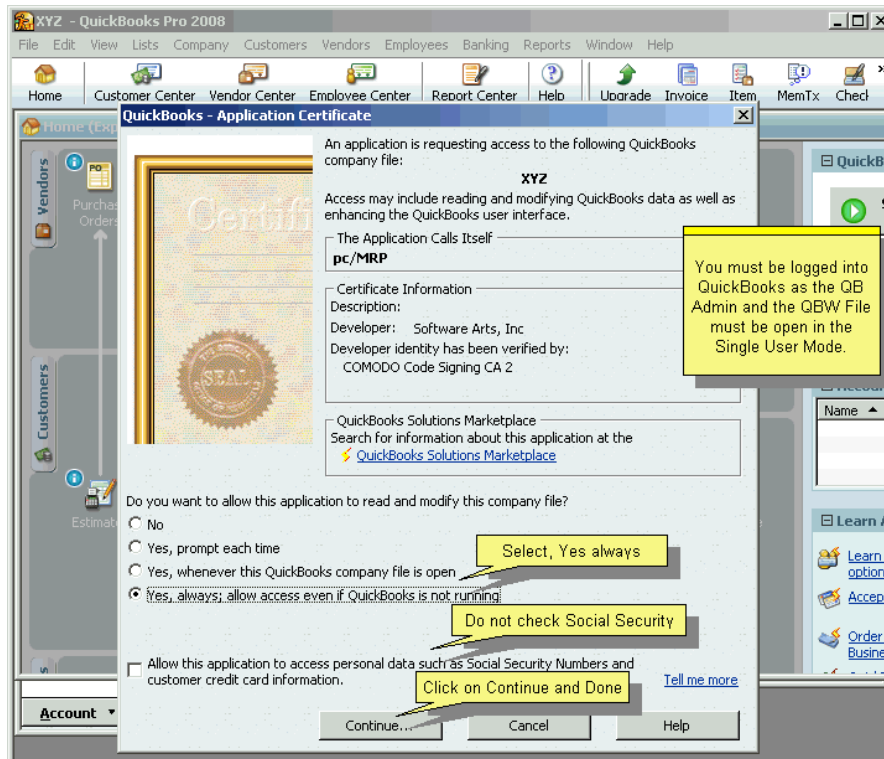 XYZ - QuickBooks Pro 2008
File Edit View Lists Company Customers Vendors Employees Banking Reports Window Help
Home Customer Center Vendor Center Employee Center Report Center Help Upgrade Invoice Item MemTx Check
Home (Exp
QuickBooks - Application Certificate
Vendors
Purchas
Orders
Customers
Estimat
Certifi
SEAL
An application is requesting access to the following QuickBooks
company file:
XYZ
Access may include reading and modifying QuickBooks data as well as
enhancing the QuickBooks user interface.
The Application Calls Itself
pc/MRP
Certificate Information
Description:
Developer: Software Arts, Inc
Developer identity has been verified by:
COMODO Code Signing CA 2
QuickBooks Solutions Marketplace
Search for information about this application at the
QuickBooks Solutions Marketplace
You must be logged into
QuickBooks as the QB
Admin and the QBW File
must be open in the
Single User Mode.
Do you want to allow this application to read and modify this company file?
No
Yes, prompt each time
Yes, whenever this QuickBooks company file is open
Select, Yes always
Yes, always; allow access even if QuickBooks is not running
Do not check Social Security
Allow this application to access personal data such as Social Security Numbers and
customer credit card information.
Tell me more
Click on Continue and Done
Continue...
Cancel
Help
QuickB
Name
Learn A
Learn
option
Accep
Order
Busine
Account